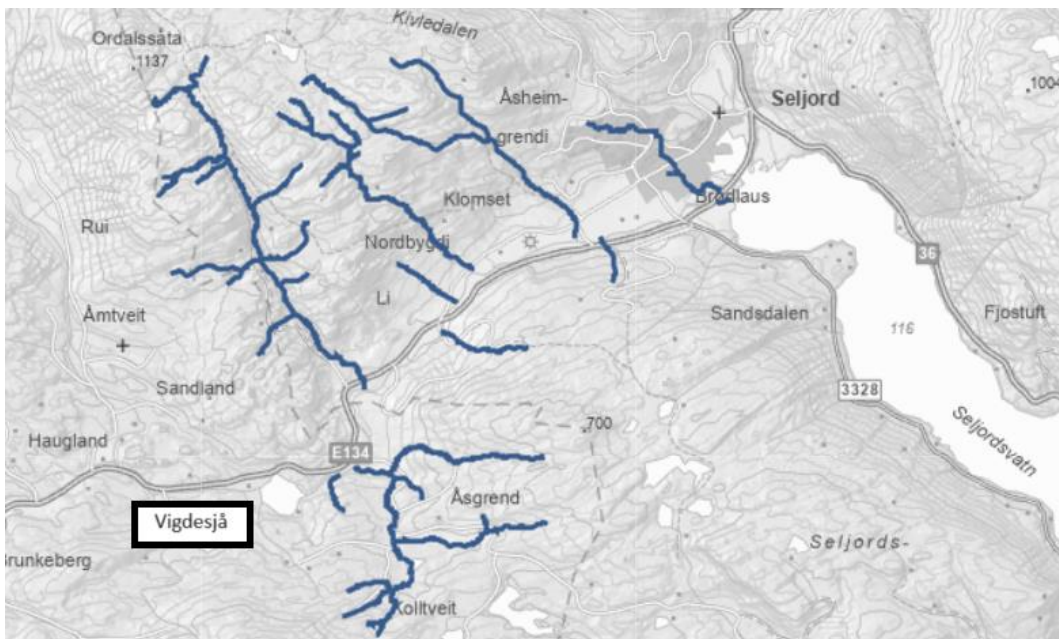 Kivledalen
Ordalssåta
1137
Åsheim-
grendi
Seljord
1004
Klomset
Brødlaus
Rui
Nordbygdi
36
Li
Åmtveit
Sandsdalen
Fjostuft
116
Sandland
3328
Haugland
700
E134
Seljordsvatn
Åsgrend
Vigdesjå
Seljords-
Brunkeberg
Kolltveit